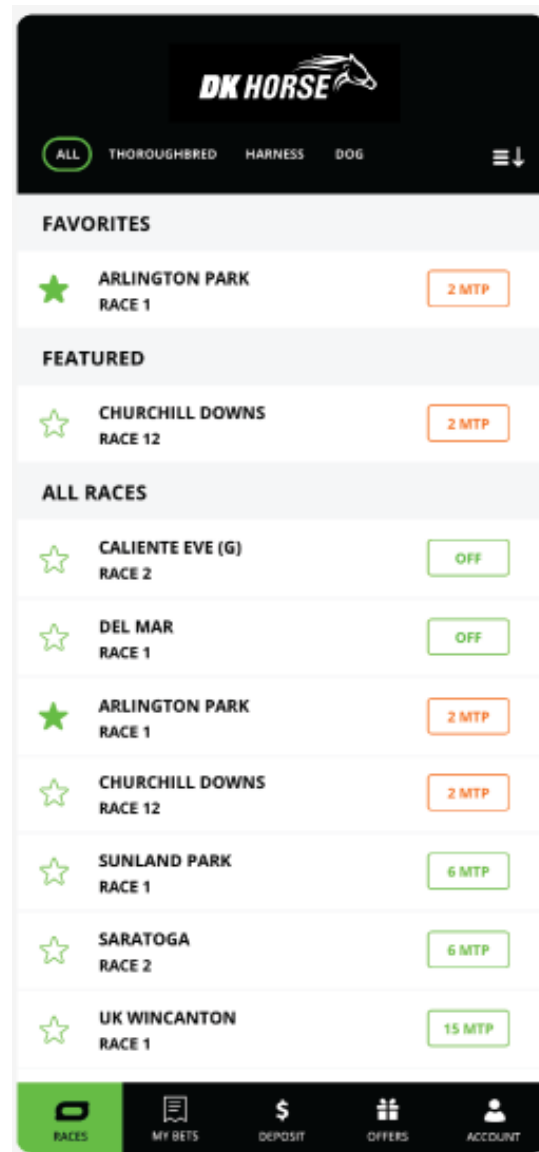 DK HORSE
ALL THOROUGHBRED HARNESS DOG
FAVORITES
ARLINGTON PARK
RACE 1
2 MTP
FEATURED
CHURCHILL DOWNS
RACE 12
2 MTP
ALL RACES
CALIENTE EVE (G)
RACE 2
OFF
DEL MAR
RACE 1
OFF
ARLINGTON PARK
RACE 1
2 MTP
CHURCHILL DOWNS
RACE 12
2 MTP
SUNLAND PARK
RACE 1
6 MTP
SARATOGA
RACE 2
6 MTP
UK WINCANTON
RACE 1
15 MTP
RACES MY BETS DEPOSIT OFFERS ACCOUNT